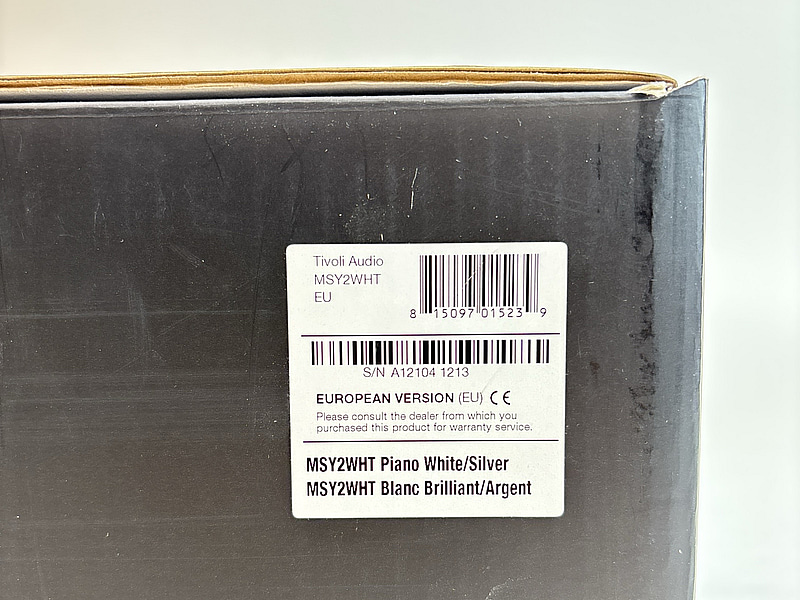 Tivoli Audio
MSY2WHT
EU
8 15097 01523 9
S/N A12104 1213
EUROPEAN VERSION (EU) CE
Please consult the dealer from which you
purchased this product for warranty service.
MSY2WHT Piano White/Silver
MSY2WHT Blanc Brilliant/Argent